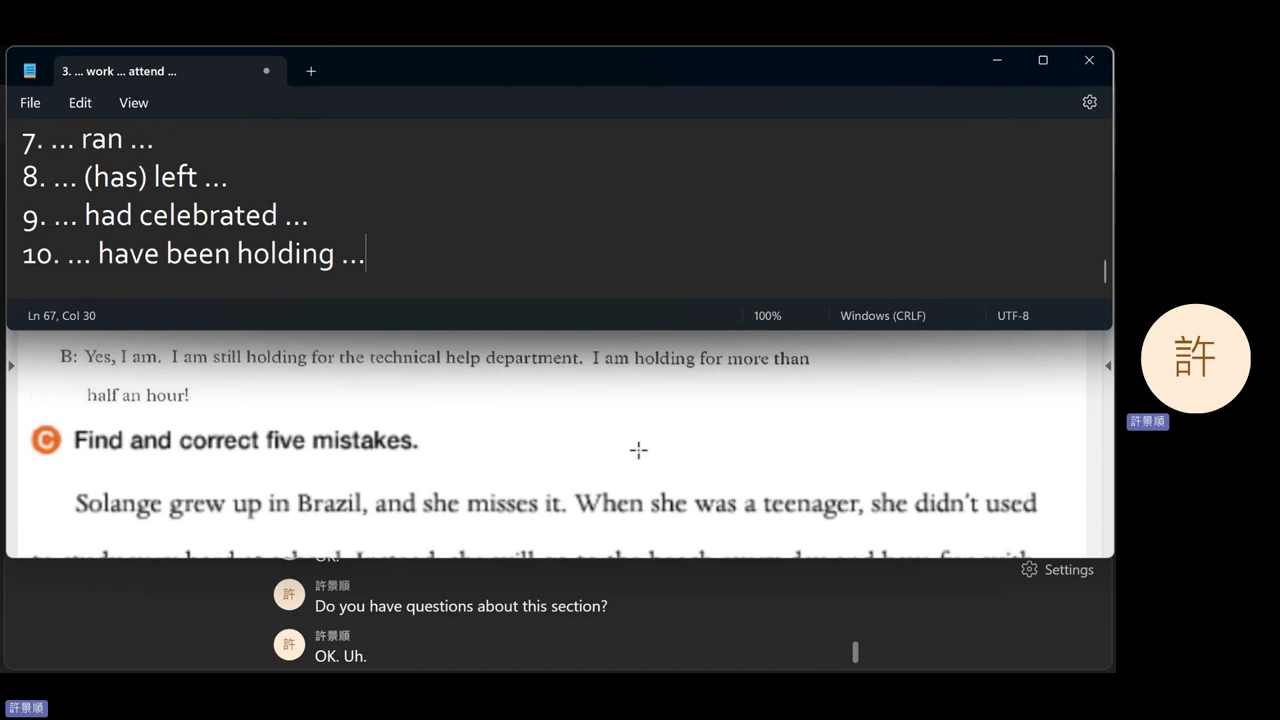 3. ... work ... attend ...
File Edit View
7. ... ran ...
8. ... (has) left ...
9. ... had celebrated ...
10. ... have been holding ...
Ln 67, Col 30 100% Windows (CRLF) UTF-8
B: Yes, I am. I am still holding for the technical help department. I am holding for more than
half an hour!
C Find and correct five mistakes.
Solange grew up in Brazil, and she misses it. When she was a teenager, she didn't used
Settings
許 許景順
Do you have questions about this section?
許 許景順
OK. Uh.
許
許景順
許景順